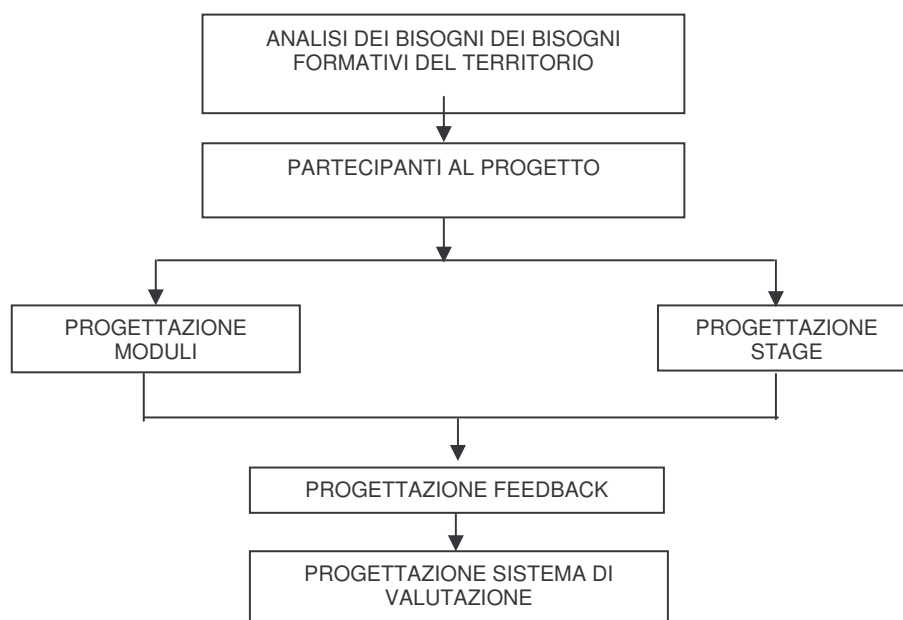 ANALISI DEI BISOGNI DEI BISOGNI
FORMATIVI DEL TERRITORIO
PARTECIPANTI AL PROGETTO
PROGETTAZIONE
MODULI
PROGETTAZIONE
STAGE
PROGETTAZIONE FEEDBACK
PROGETTAZIONE SISTEMA DI
VALUTAZIONE